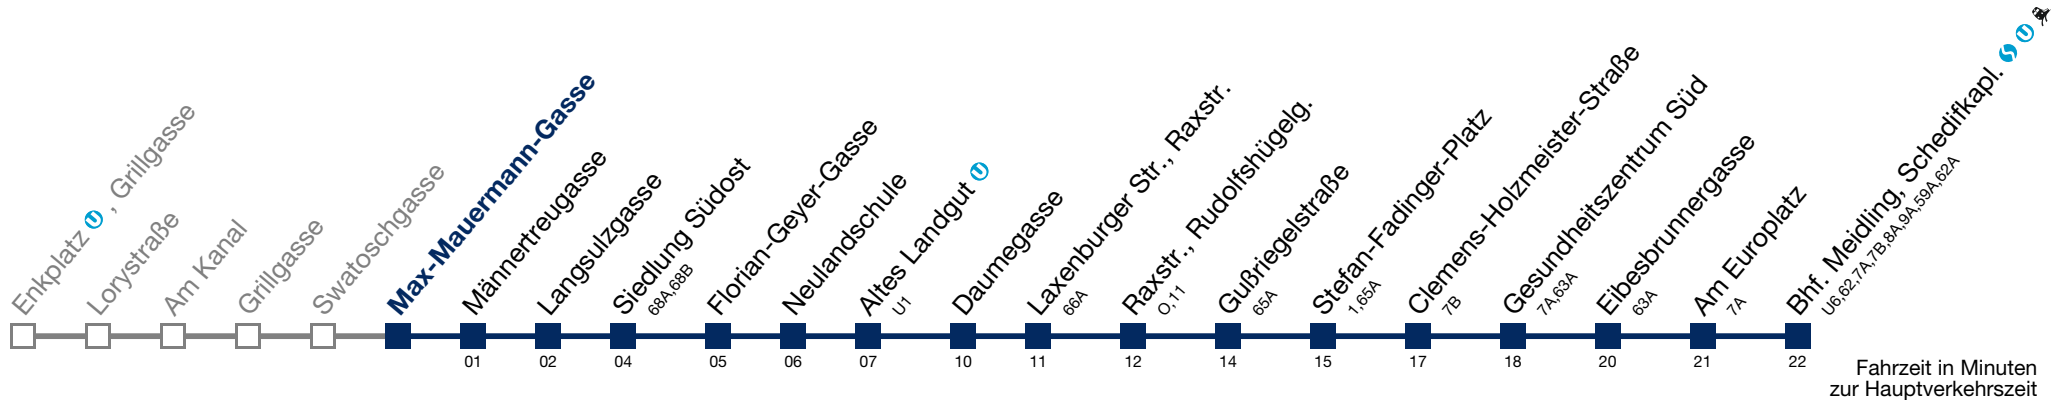 Enkplatz U , Grillgasse
Lorystraße
Am Kanal
Grillgasse
Swatoschgasse
Max-Mauermann-Gasse
Männertreugasse
01
Langsulzgasse
02
Siedlung Südost
68A,68B
04
Florian-Geyer-Gasse
05
Neulandschule
06
Altes Landgut U
U1
07
Daumegasse
10
Laxenburger Str., Raxstr.
66A
11
Raxstr., Rudolfshügelg.
O,11
12
Gußriegelstraße
65A
14
Stefan-Fadinger-Platz
1,65A
15
Clemens-Holzmeister-Straße
7B
17
Gesundheitszentrum Süd
7A,63A
18
Eibesbrunnergasse
63A
20
Am Europlatz
7A
21
Bhf. Meidling, Schedifkapl. S U
U6,62,7A,7B,8A,9A,59A,62A
22
Fahrzeit in Minuten
zur Hauptverkehrszeit